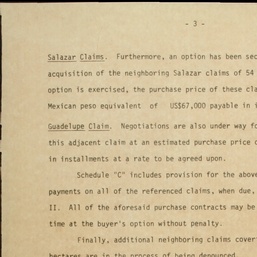 - 3 -
Salazar Claims. Furthermore, an option has been sec
acquisition of the neighboring Salazar claims of 54
option is exercised, the purchase price of these cla
Mexican peso equivalent of US$67,000 payable in i
Guadelupe Claim. Negotiations are also under way fo
this adjacent claim at an estimated purchase price o
in installments at a rate to be agreed upon.
Schedule "C" includes provision for the above
payments on all of the referenced claims, when due,
II. All of the aforesaid purchase contracts may be
time at the buyer's option without penalty.
Finally, additional neighboring claims cover
hectares are in the process of being denounced.